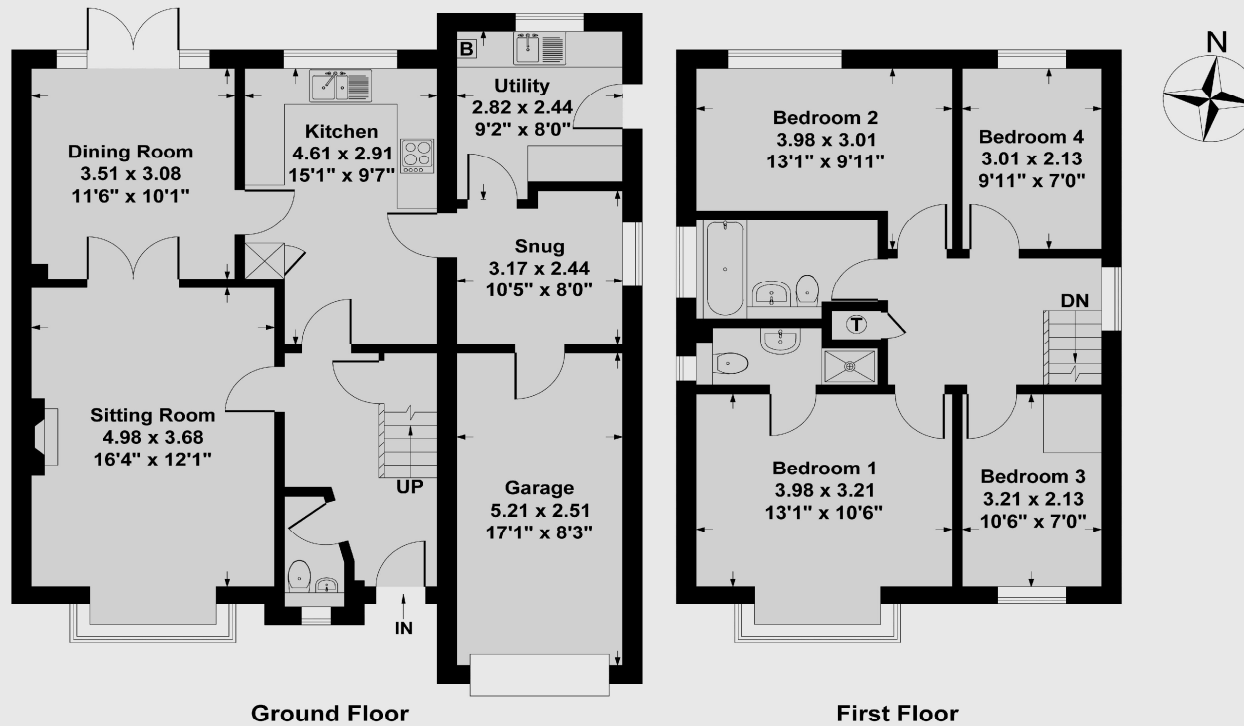 N
B
Utility
2.82 x 2.44
9'2" x 8'0"
Kitchen
4.61 x 2.91
15'1" x 9'7"
Dining Room
3.51 x 3.08
11'6" x 10'1"
Snug
3.17 x 2.44
10'5" x 8'0"
Sitting Room
4.98 x 3.68
16'4" x 12'1"
UP
Garage
5.21 x 2.51
17'1" x 8'3"
IN
Ground Floor
Bedroom 2
3.98 x 3.01
13'1" x 9'11"
Bedroom 4
3.01 x 2.13
9'11" x 7'0"
DN
T
Bedroom 1
3.98 x 3.21
13'1" x 10'6"
Bedroom 3
3.21 x 2.13
10'6" x 7'0"
First Floor